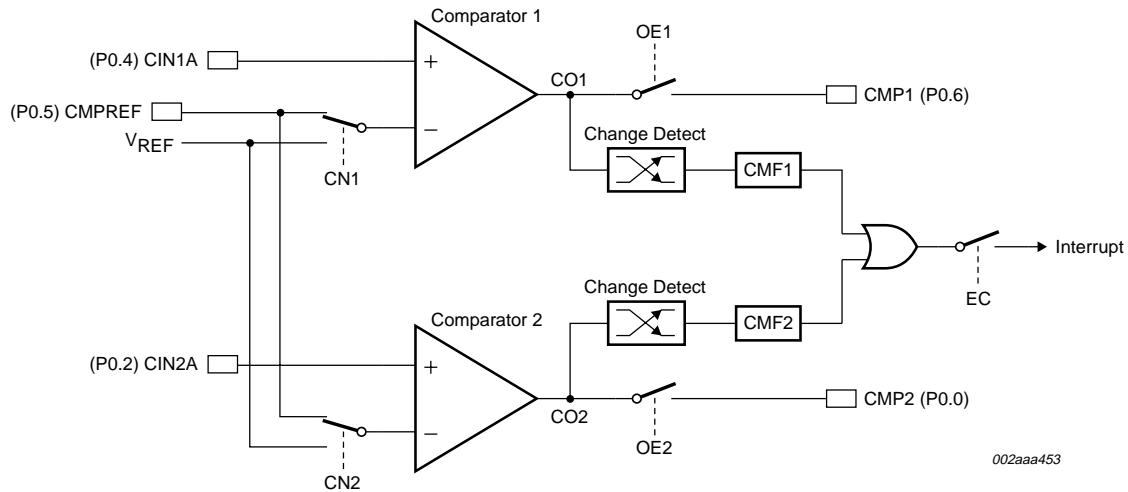 Comparator 1
OE1
(P0.4) CIN1A
+
CO1
(P0.5) CMPREF
CMP1 (P0.6)
−
VREF
Change Detect
CN1
CMF1
Interrupt
EC
Change Detect
Comparator 2
CMF2
(P0.2) CIN2A
+
CMP2 (P0.0)
CO2
−
OE2
002aaa453
CN2